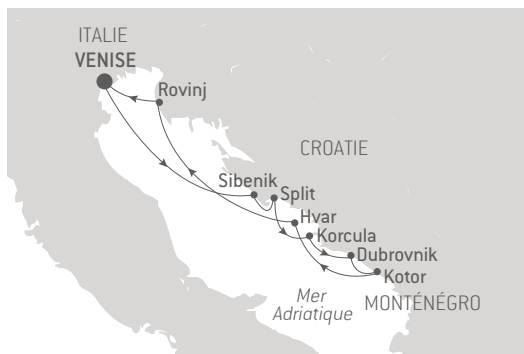 ITALIE
VENISE
Rovinj
CROATIE
Sibenik
Split
Hvar
Korcula
Dubrovnik
Kotor
Mer
Adriatique
MONTÉNÉGRO